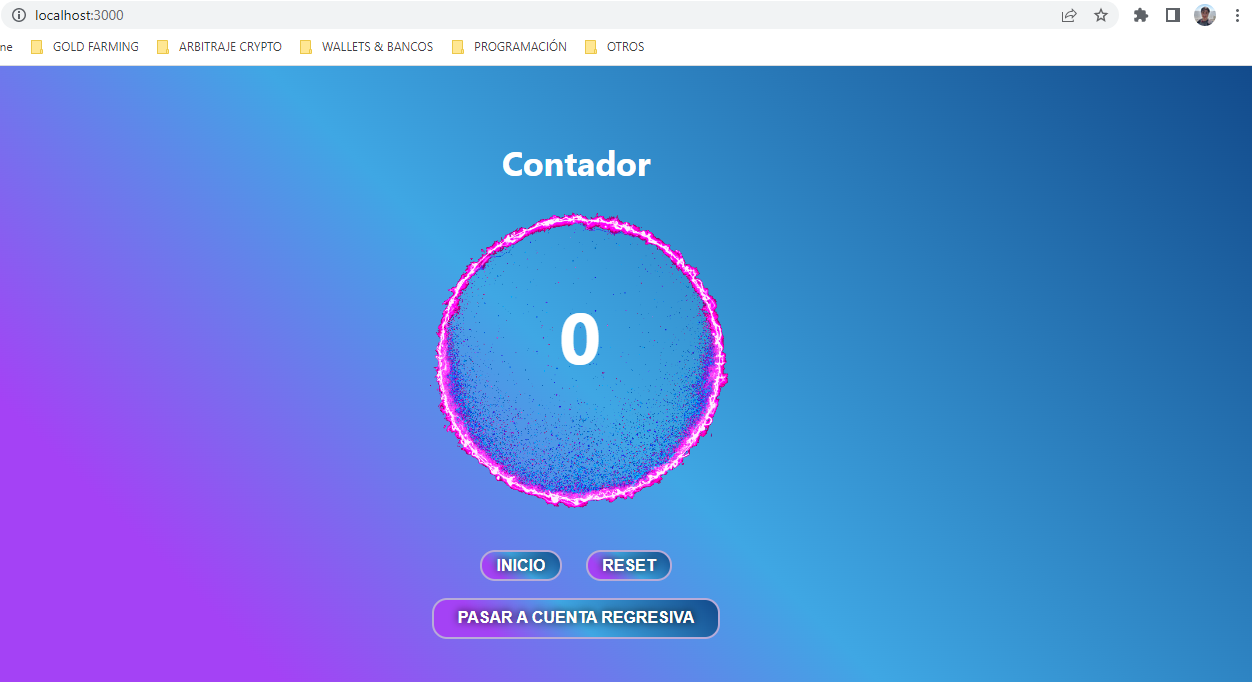 localhost:3000
ne GOLD FARMING ARBITRAJE CRYPTO WALLETS & BANCOS PROGRAMACIÓN OTROS
Contador
0
INICIO RESET
PASAR A CUENTA REGRESIVA